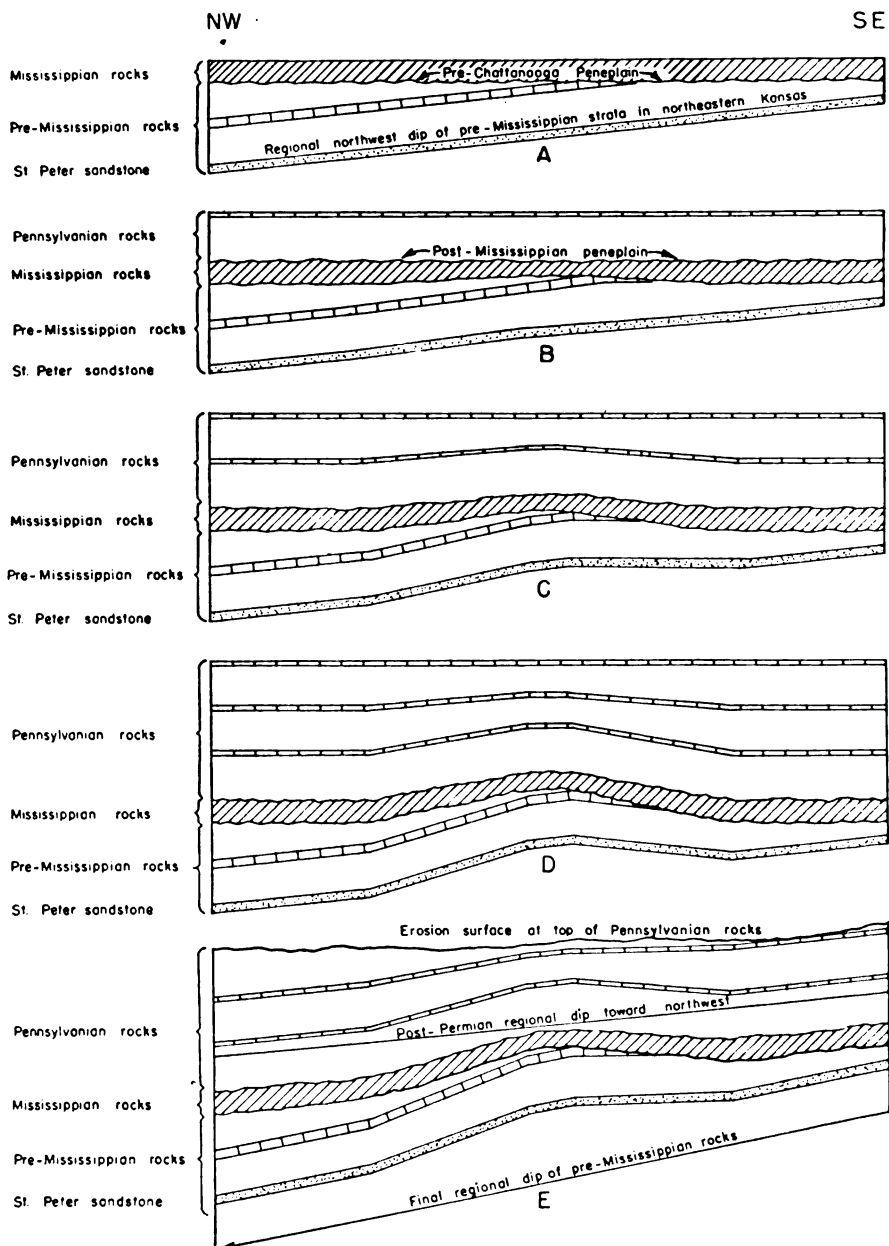 NW SE
Mississippian rocks
Pre-Chattanooga Peneplain
Pre-Mississippian rocks
Regional northwest dip of pre-Mississippian strata in northeastern Kansas
St Peter sandstone
A
Pennsylvanian rocks
Post-Mississippian peneplain
Mississippian rocks
Pre-Mississippian rocks
St. Peter sandstone
B
Pennsylvanian rocks
Mississippian rocks
Pre-Mississippian rocks
St. Peter sandstone
C
Pennsylvanian rocks
Mississippian rocks
Pre-Mississippian rocks
St. Peter sandstone
D
Erosion surface at top of Pennsylvanian rocks
Pennsylvanian rocks
Post-Permian regional dip toward northwest
Mississippian rocks
Pre-Mississippian rocks
St. Peter sandstone
Final regional dip of pre-Mississippian rocks
E